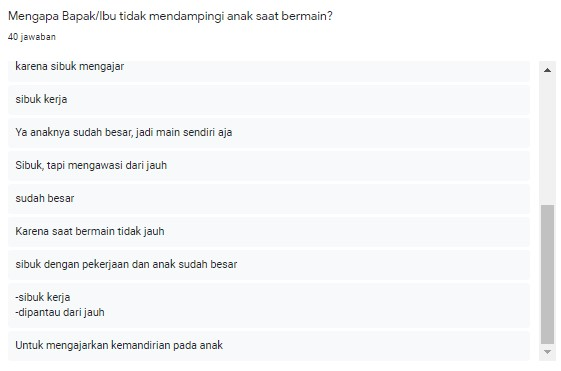 Mengapa Bapak/Ibu tidak mendampingi anak saat bermain?
40 jawaban
karena sibuk mengajar
sibuk kerja
Ya anaknya sudah besar, jadi main sendiri aja
Sibuk, tapi mengawasi dari jauh
sudah besar
Karena saat bermain tidak jauh
sibuk dengan pekerjaan dan anak sudah besar
-sibuk kerja
-dipantau dari jauh
Untuk mengajarkan kemandirian pada anak